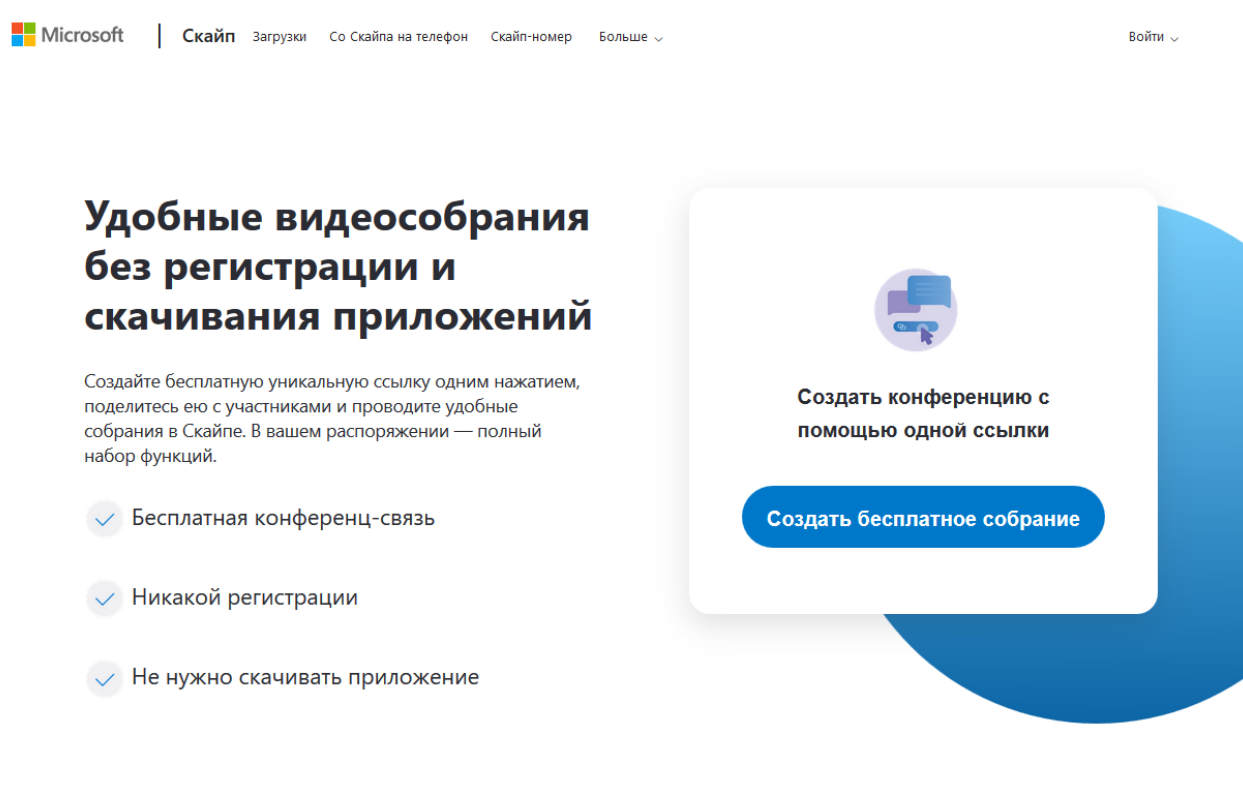 Microsoft | Скайп Загрузки Со Скайпа на телефон Скайп-номер Больше Войти
Удобные видеособрания
без регистрации и
скачивания приложений
Создайте бесплатную уникальную ссылку одним нажатием,
поделитесь ею с участниками и проводите удобные
собрания в Скайпе. В вашем распоряжении — полный
набор функций.
Бесплатная конференц-связь
Никакой регистрации
Не нужно скачивать приложение
Создать конференцию с
помощью одной ссылки
Создать бесплатное собрание